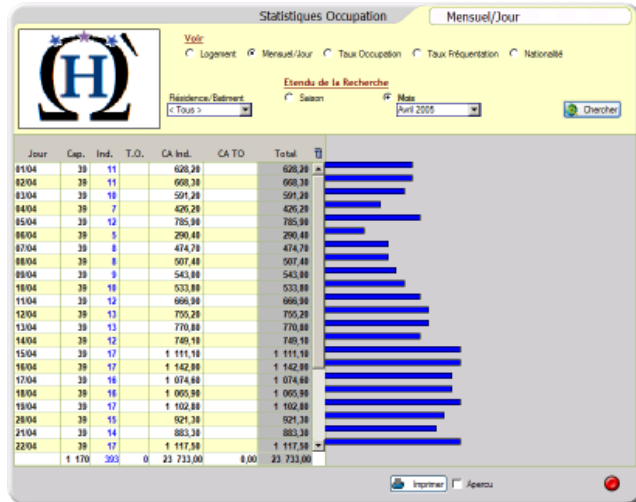 Statistiques Occupation Mensuel/Jour
Voir
Logement Mensuel/Jour Taux Occupation Taux Fréquentation Nationalité
Etendu de la Recherche
Résidence/Batiment Saison Mois
< Tous > Avril 2005 Chercher
H
Jour Cap. Ind. T.O. CA Ind. CA TO Total
01/04 39 11 628,20 628,20
02/04 39 11 668,30 668,30
03/04 39 10 591,20 591,20
04/04 39 7 426,20 426,20
05/04 39 12 785,90 785,90
06/04 39 5 290,40 290,40
07/04 39 8 474,70 474,70
08/04 39 8 507,40 507,40
09/04 39 9 543,00 543,00
10/04 39 10 533,80 533,80
11/04 39 12 666,90 666,90
12/04 39 13 755,20 755,20
13/04 39 13 770,80 770,80
14/04 39 12 749,10 749,10
15/04 39 17 1 111,10 1 111,10
16/04 39 17 1 142,00 1 142,00
17/04 39 16 1 074,60 1 074,60
18/04 39 16 1 065,90 1 065,90
19/04 39 17 1 102,80 1 102,80
20/04 39 15 921,30 921,30
21/04 39 14 883,30 883,30
22/04 39 17 1 117,50 1 117,50
1 170 393 0 23 733,00 0,00 23 733,00
Imprimer Apercu